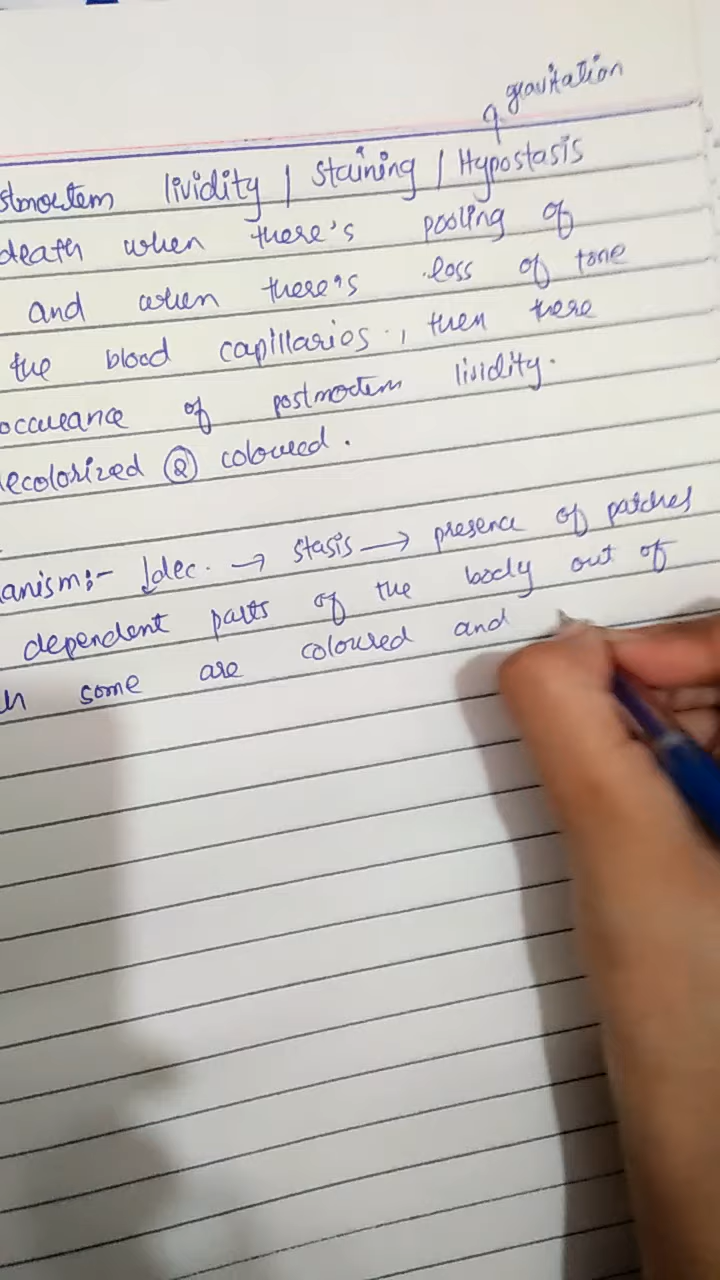 gravitation
stmortem lividity / Staining / Hypostasis
death when there's pooling of
and when there's loss of tone
the blood capillaries, then there
occurance of postmortem lividity.
ecolorized or coloured.
anism:- ↓dec. → stasis → presence of patches
dependent parts of the body out of
h some are coloured and